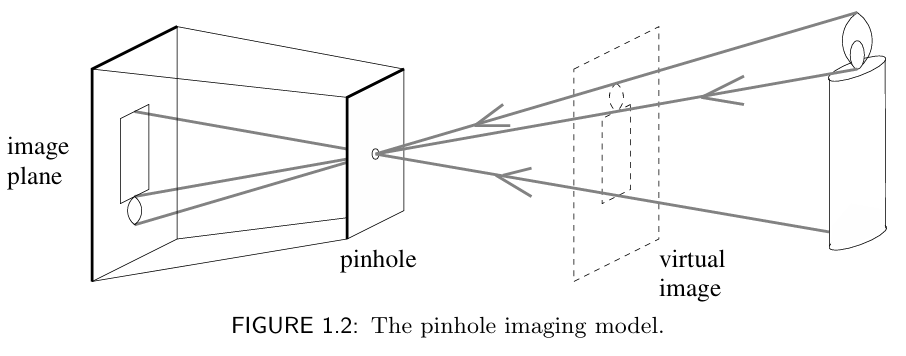 image
plane
pinhole
virtual
image
FIGURE 1.2: The pinhole imaging model.